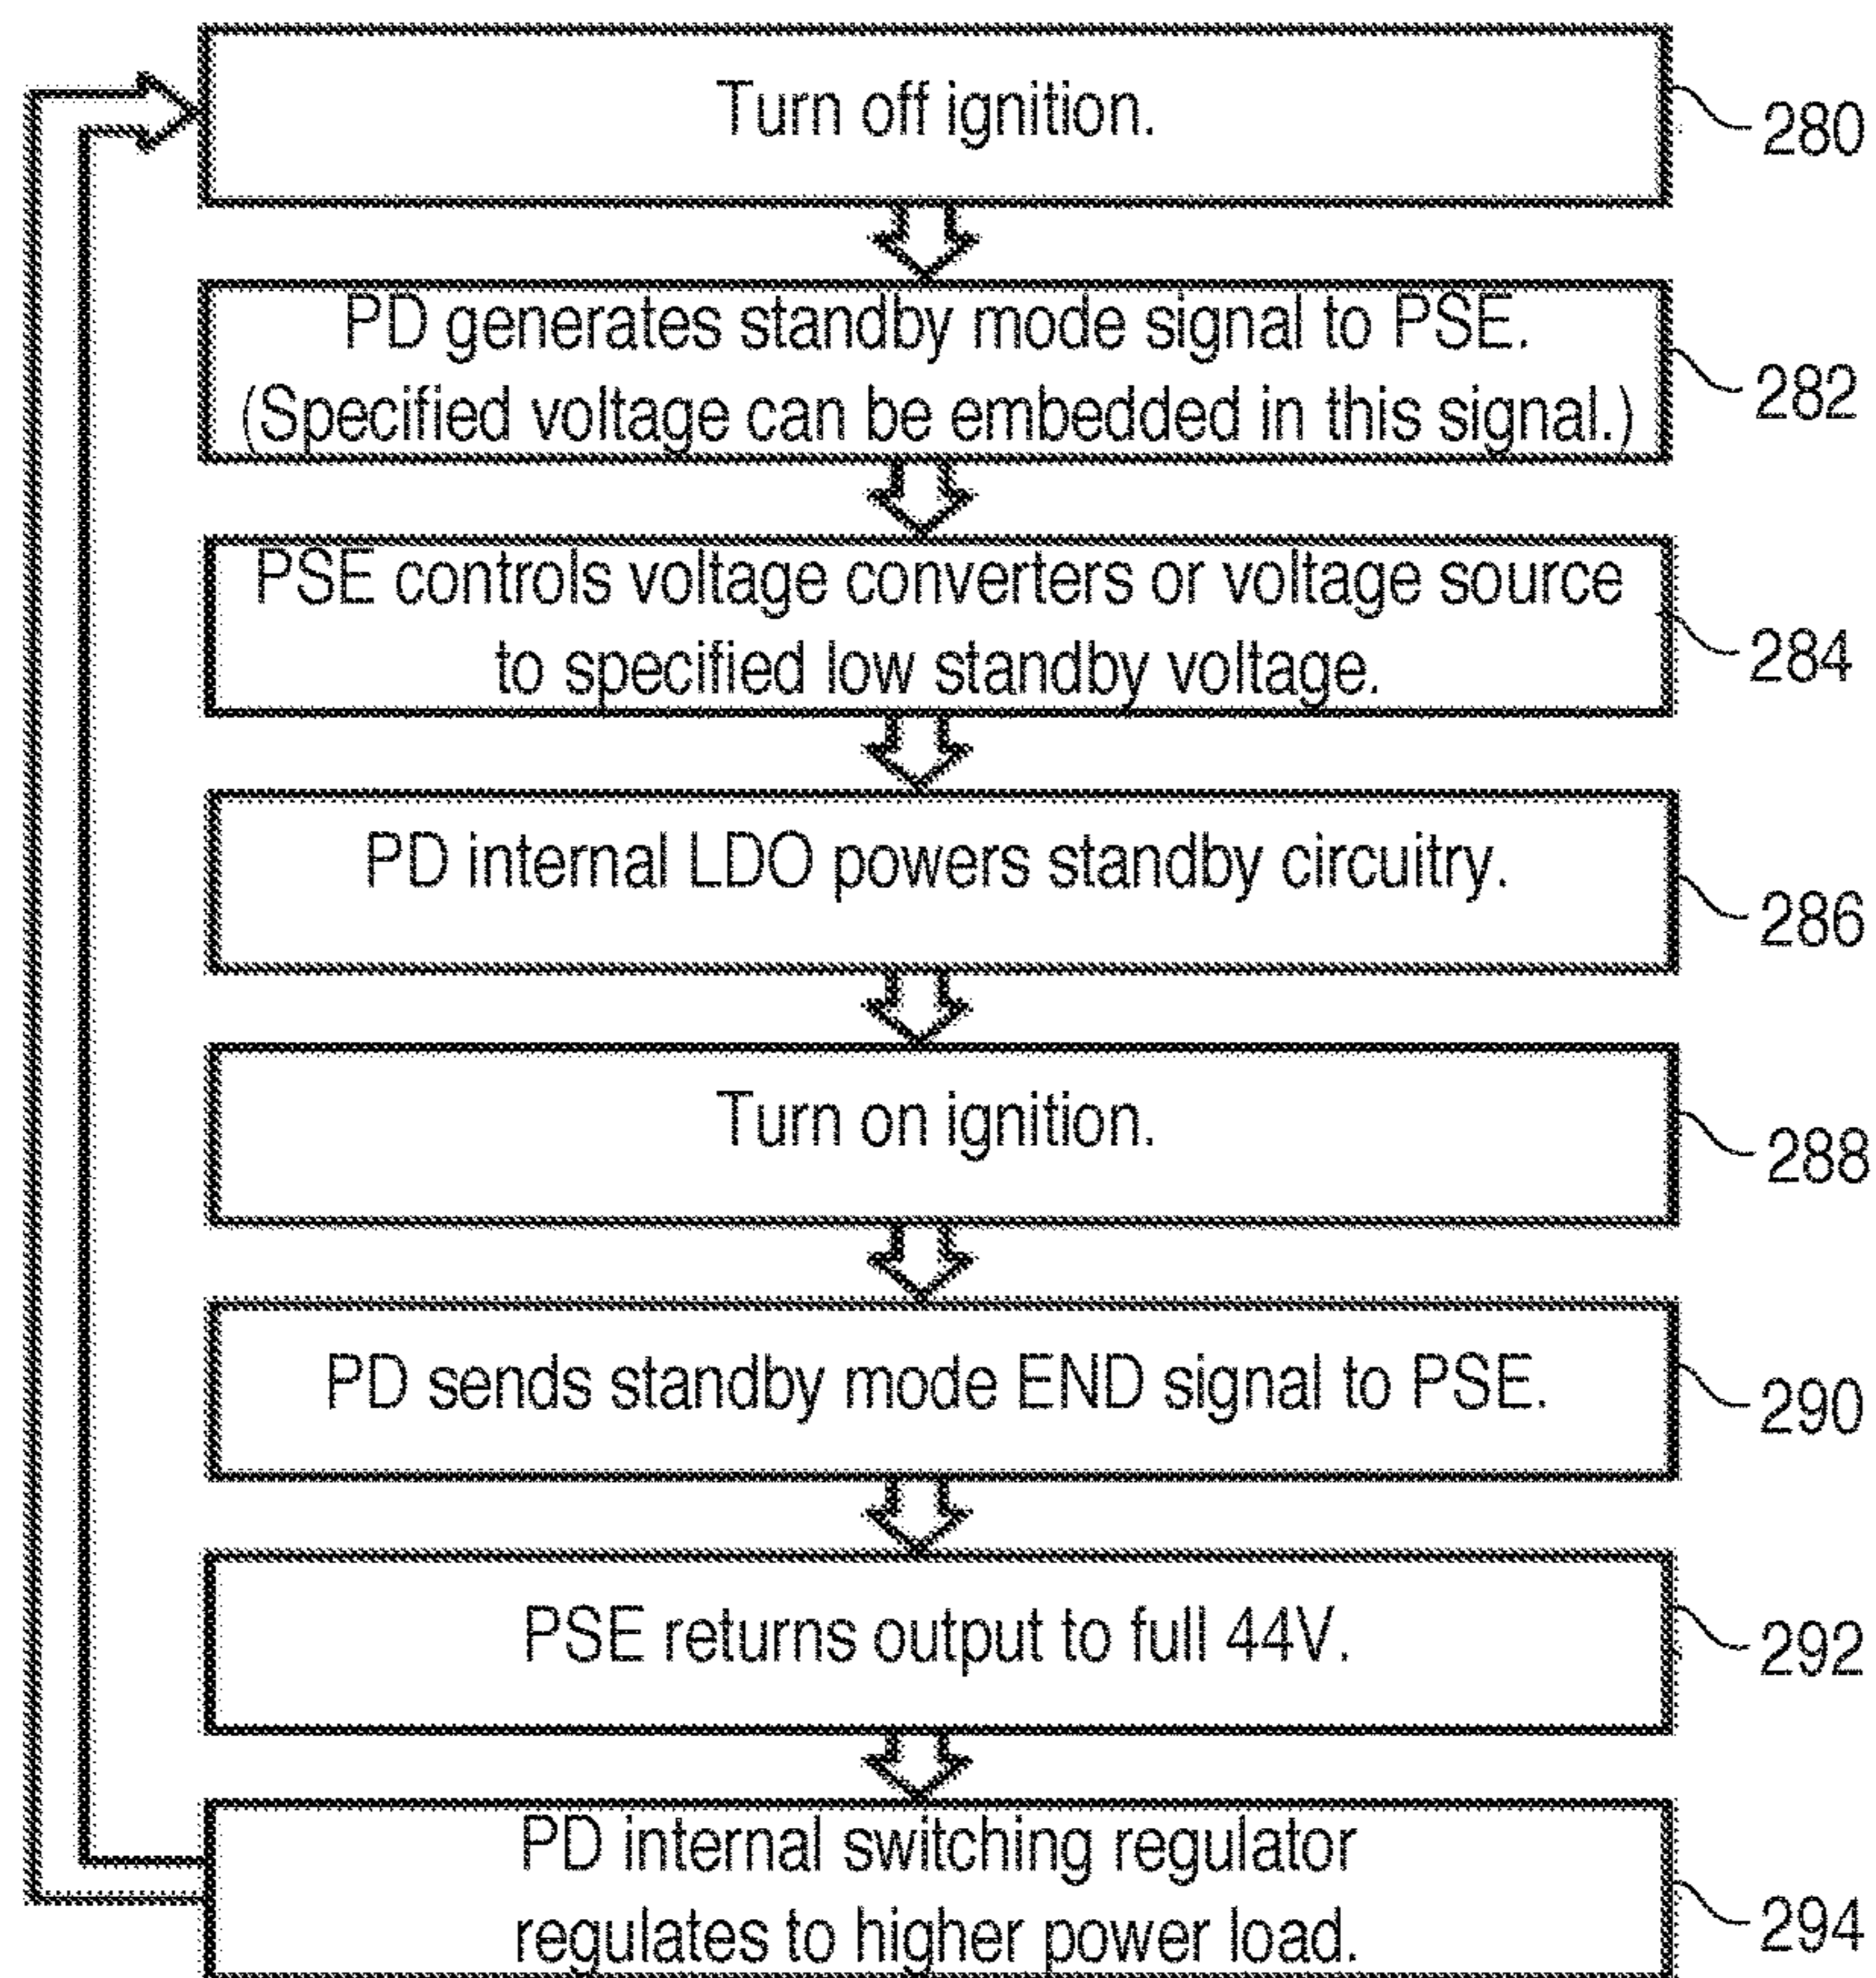 Turn off ignition.
280
PD generates standby mode signal to PSE.
(Specified voltage can be embedded in this signal.)
282
PSE controls voltage converters or voltage source
to specified low standby voltage.
284
PD internal LDO powers standby circuitry.
286
Turn on ignition.
288
PD sends standby mode END signal to PSE.
290
PSE returns output to full 44V.
292
PD internal switching regulator
regulates to higher power load.
294